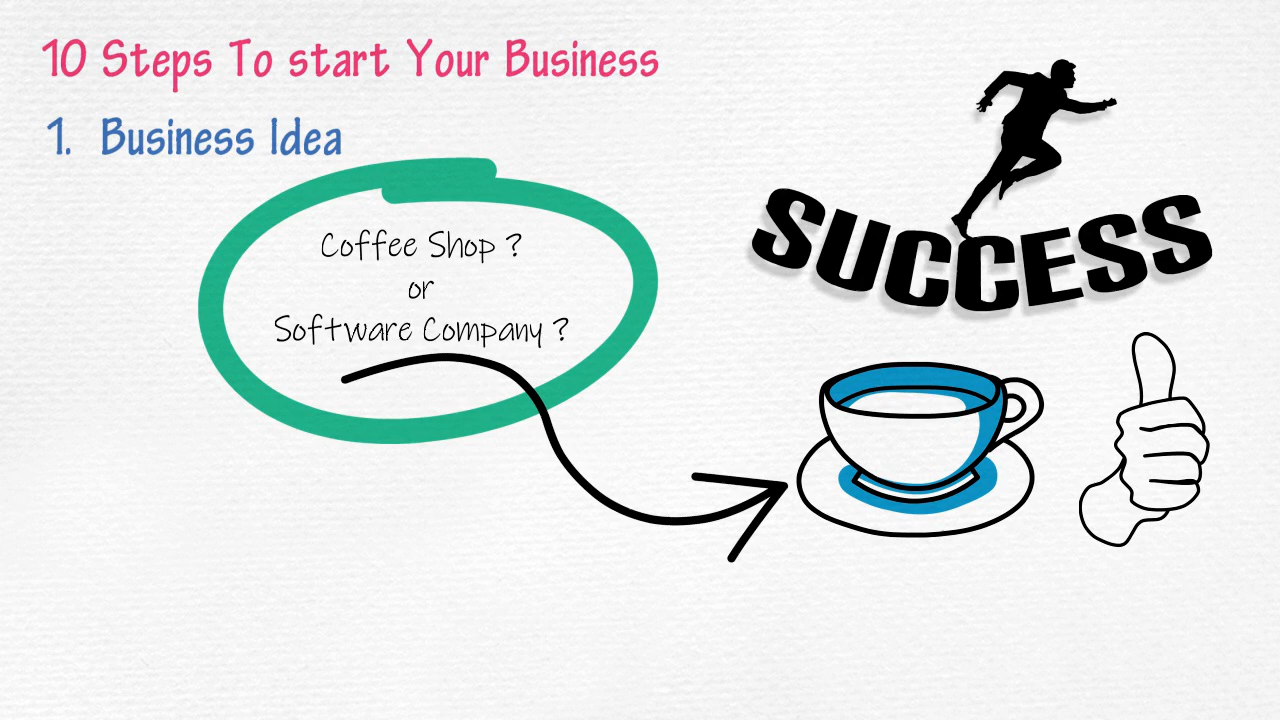 10 Steps To start Your Business
1. Business Idea
Coffee Shop ?
or
Software Company ?
SUCCESS